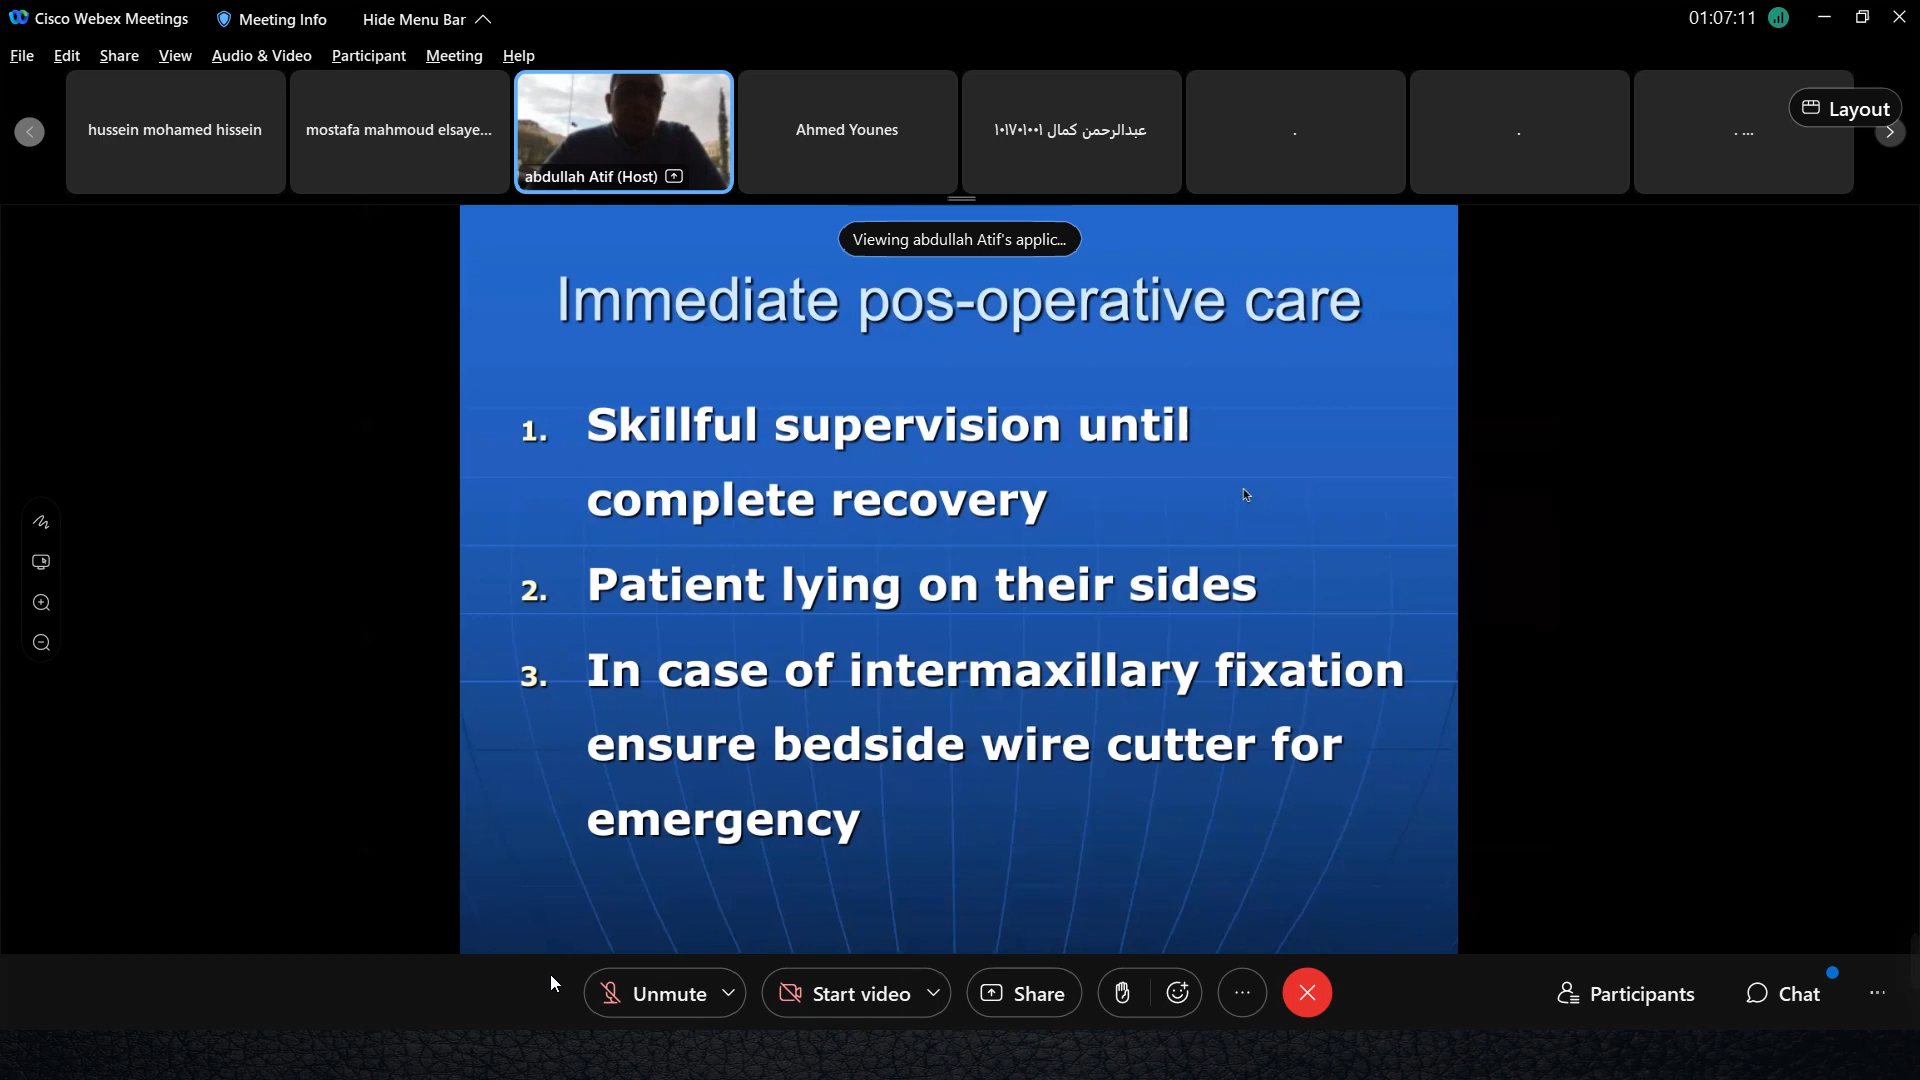 Cisco Webex Meetings
Meeting Info
Hide Menu Bar
01:07:11
File Edit Share View Audio & Video Participant Meeting Help
hussein mohamed hissein
mostafa mahmoud elsaye...
abdullah Atif (Host)
Ahmed Younes
عبدالرحمن كمال ١٠١٧٠١٠٠١
.
.
. ...
Layout
Viewing abdullah Atif's applic...
Immediate pos-operative care
1. Skillful supervision until
complete recovery
2. Patient lying on their sides
3. In case of intermaxillary fixation
ensure bedside wire cutter for
emergency
Unmute
Start video
Share
Participants
Chat